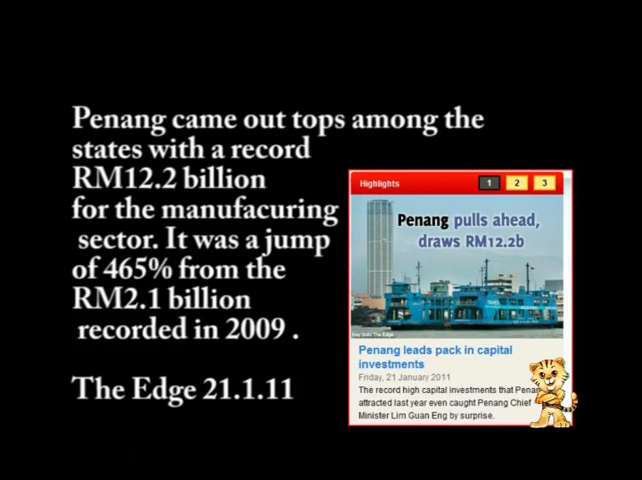 Penang came out tops among the
states with a record
RM12.2 billion
for the manufacuring
sector. It was a jump
of 465% from the
RM2.1 billion
recorded in 2009 .
The Edge 21.1.11
Highlights
1 2 3
Penang pulls ahead,
draws RM12.2b
Penang leads pack in capital
investments
Friday, 21 January 2011
The record high capital investments that Penang
attracted last year even caught Penang Chief
Minister Lim Guan Eng by surprise.